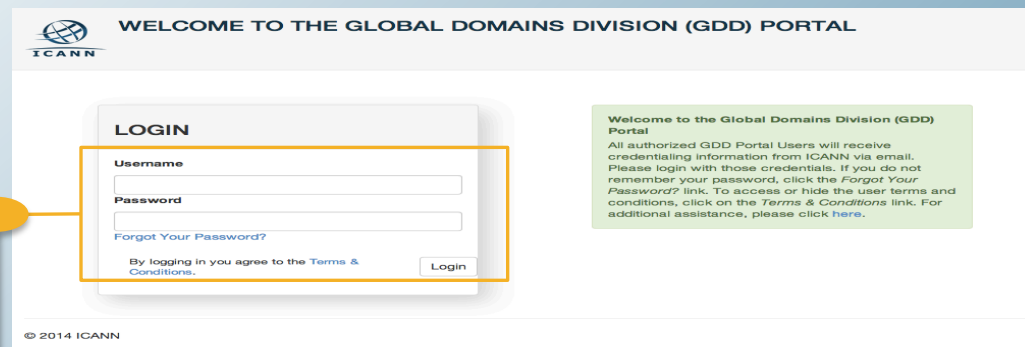 WELCOME TO THE GLOBAL DOMAINS DIVISION (GDD) PORTAL
ICANN
LOGIN
Username
Password
Forgot Your Password?
By logging in you agree to the Terms &
Conditions.
Login
Welcome to the Global Domains Division (GDD)
Portal
All authorized GDD Portal Users will receive
credentialing information from ICANN via email.
Please login with those credentials. If you do not
remember your password, click the Forgot Your
Password? link. To access or hide the user terms and
conditions, click on the Terms & Conditions link. For
additional assistance, please click here.
© 2014 ICANN